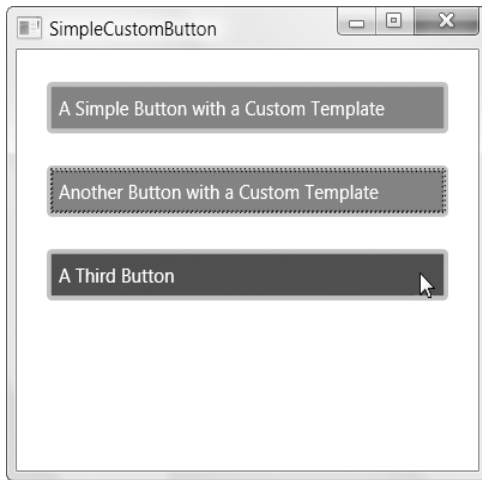 SimpleCustomButton
A Simple Button with a Custom Template
Another Button with a Custom Template
A Third Button